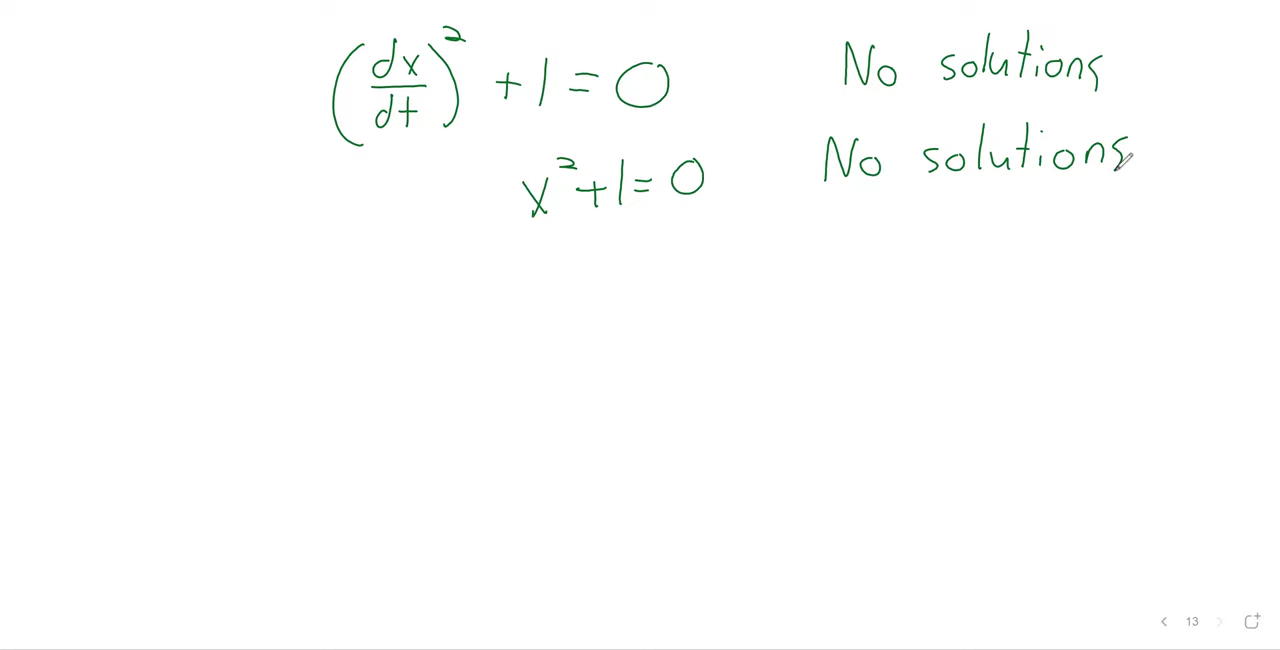 (dx/dt)² + 1 = 0 No solutions
x² + 1 = 0 No solutions
13